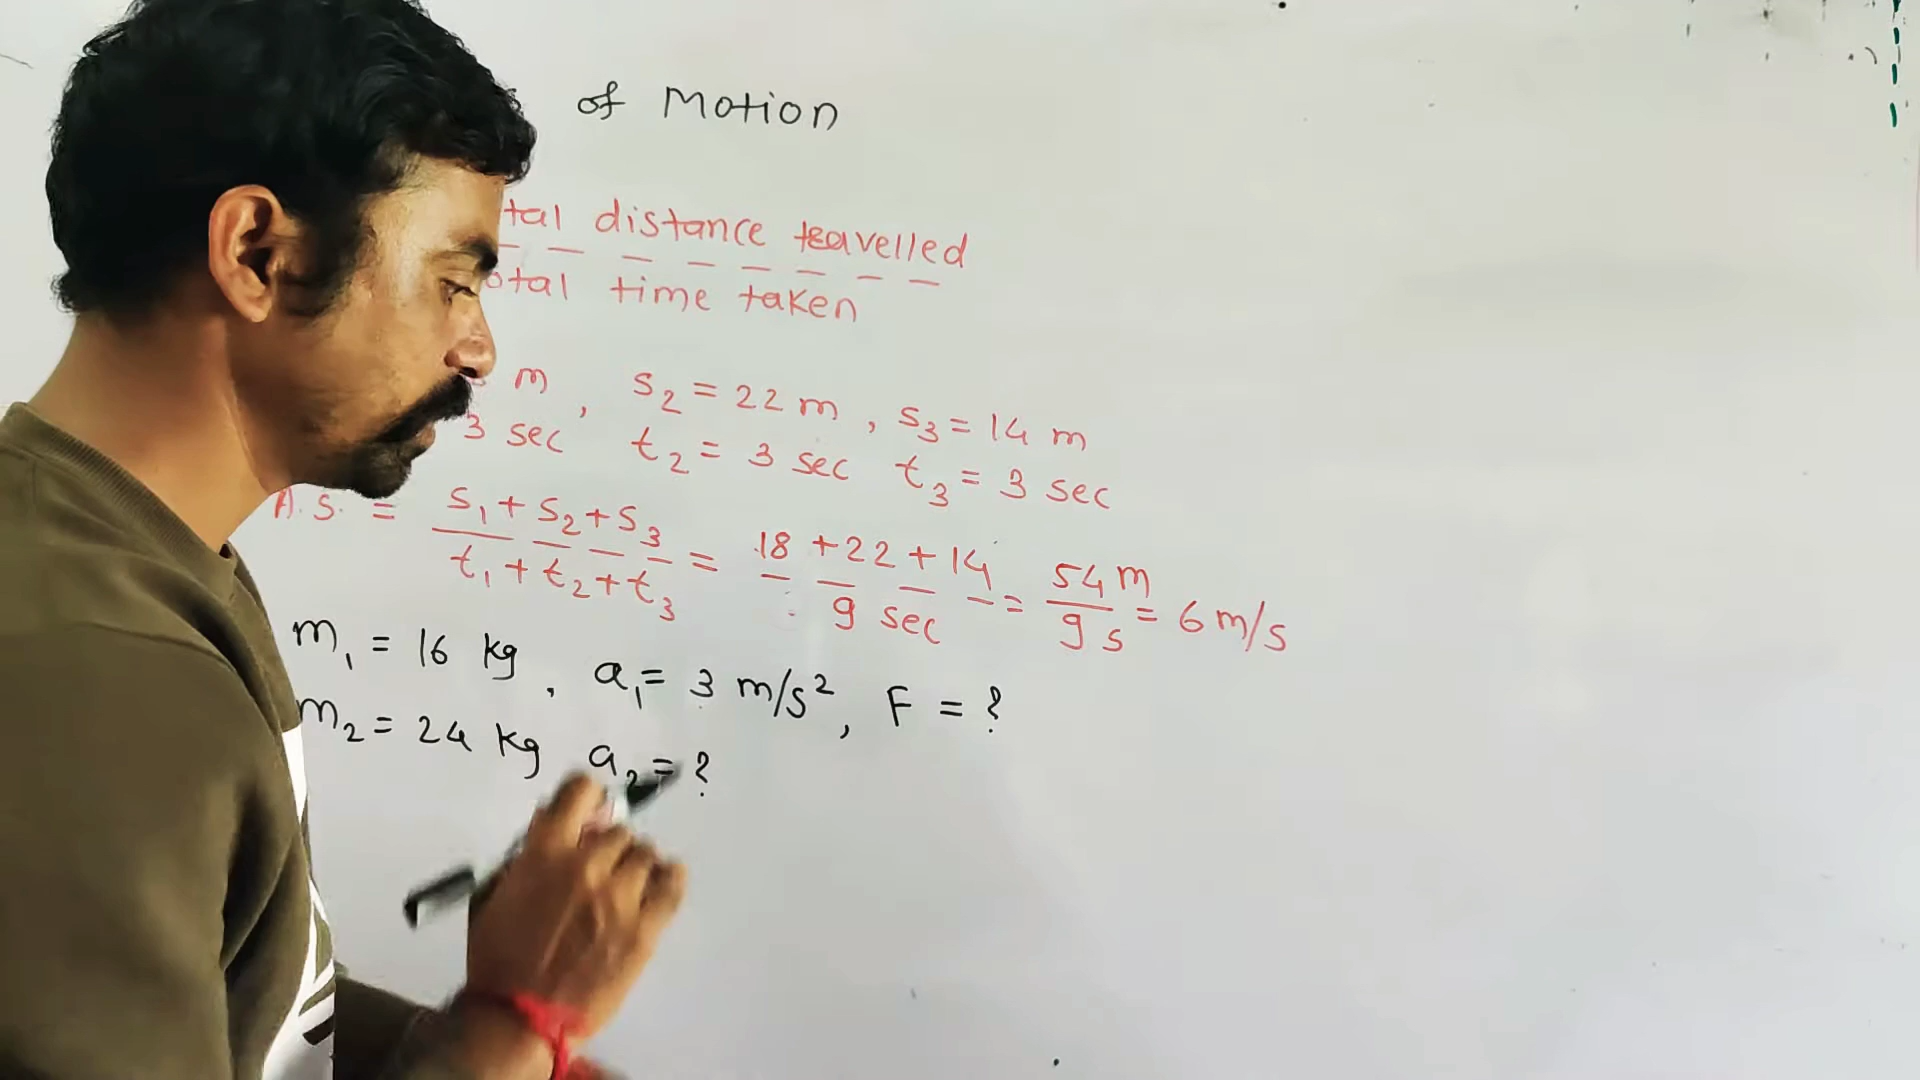 of Motion
tal distance travelled
otal time taken
m, s2 = 22 m, s3 = 14 m
3 sec t2 = 3 sec t3 = 3 sec
A.S. = s1+s2+s3 / t1+t2+t3 = 18+22+14 / 9 sec = 54m / 9 s = 6 m/s
m1 = 16 kg, a1 = 3 m/s², F = ?
m2 = 24 kg a2 = ?